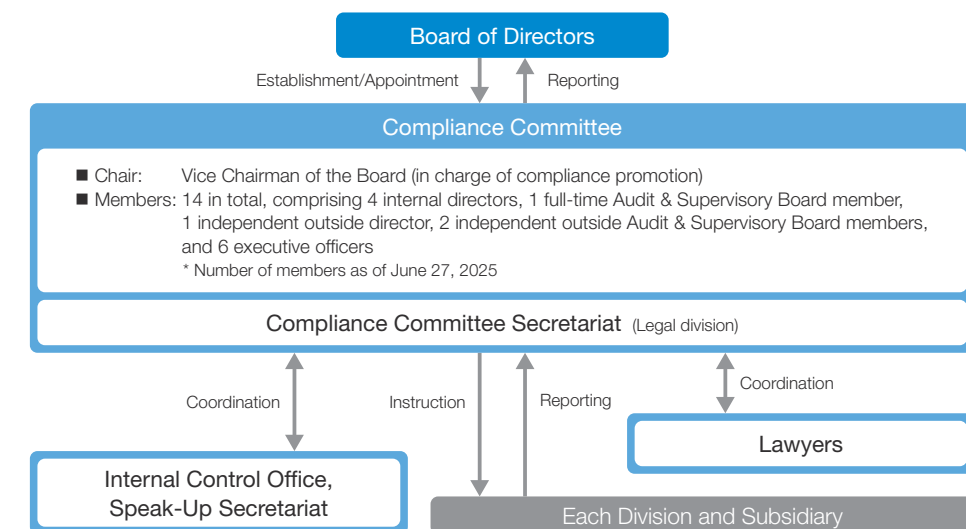 Board of Directors
Establishment/Appointment
Reporting
Compliance Committee
■ Chair: Vice Chairman of the Board (in charge of compliance promotion)
■ Members: 14 in total, comprising 4 internal directors, 1 full-time Audit & Supervisory Board member,
1 independent outside director, 2 independent outside Audit & Supervisory Board members,
and 6 executive officers
* Number of members as of June 27, 2025
Compliance Committee Secretariat (Legal division)
Coordination
Instruction
Reporting
Coordination
Lawyers
Internal Control Office,
Speak-Up Secretariat
Each Division and Subsidiary